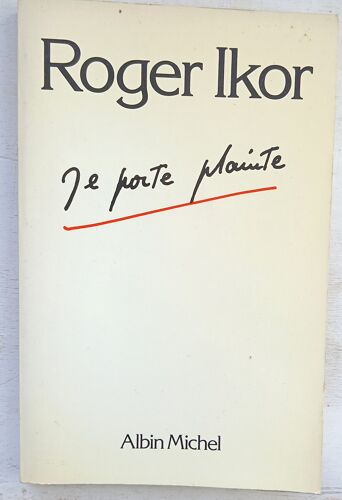 Roger Ikor
Je porte plainte
Albin Michel